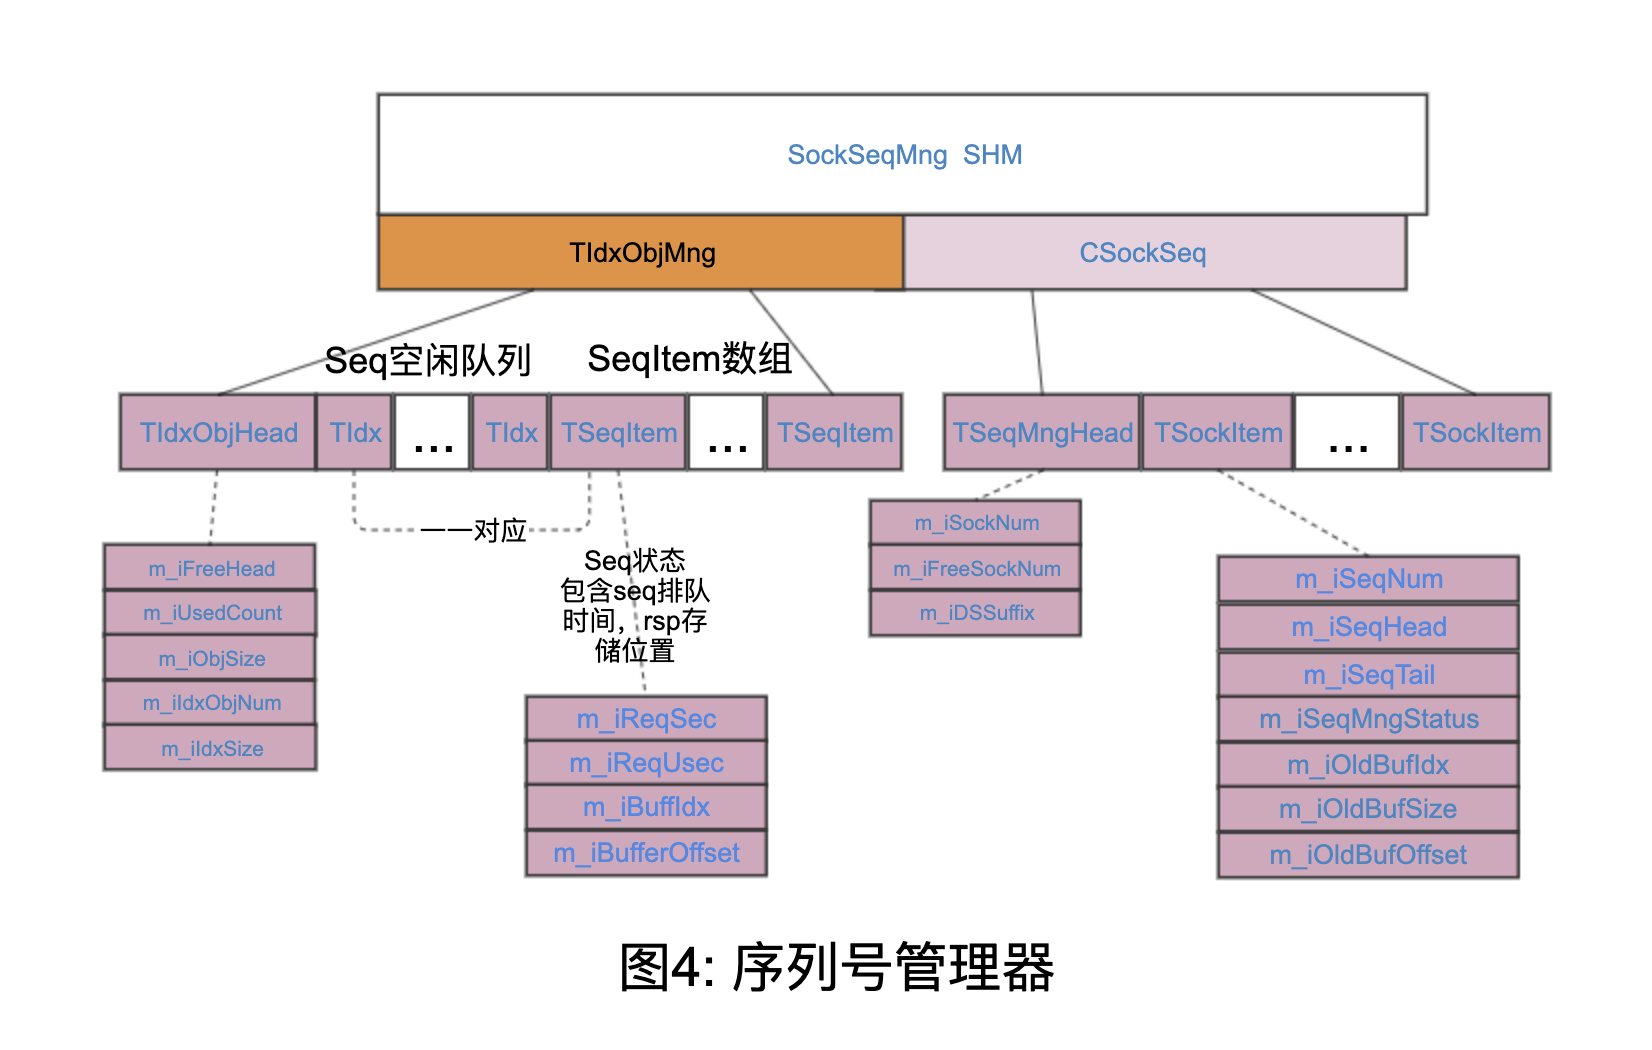 SockSeqMng  SHM
TIdxObjMng
CSockSeq
Seq空闲队列
SeqItem数组
TIdxObjHead
TIdx
...
TIdx
TSeqItem
...
TSeqItem
TSeqMngHead
TSockItem
...
TSockItem
一一对应
m_iFreeHead
m_iUsedCount
m_iObjSize
m_iIdxObjNum
m_iIdxSize
Seq状态
包含seq排队
时间，rsp存
储位置
m_iReqSec
m_iReqUsec
m_iBuffIdx
m_iBufferOffset
m_iSockNum
m_iFreeSockNum
m_iDSSuffix
m_iSeqNum
m_iSeqHead
m_iSeqTail
m_iSeqMngStatus
m_iOldBufIdx
m_iOldBufSize
m_iOldBufOffset
图4: 序列号管理器